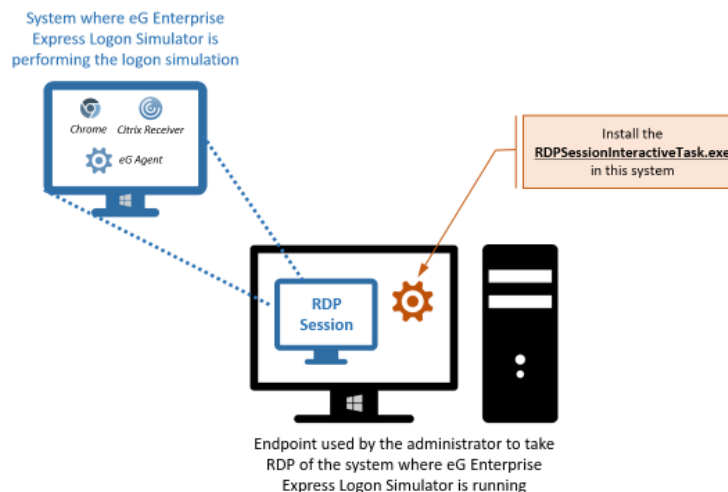 System where eG Enterprise
Express Logon Simulator is
performing the logon simulation
Chrome
Citrix Receiver
eG Agent
Install the
RDPSessionInteractiveTask.exe
in this system
RDP
Session
Endpoint used by the administrator to take
RDP of the system where eG Enterprise
Express Logon Simulator is running